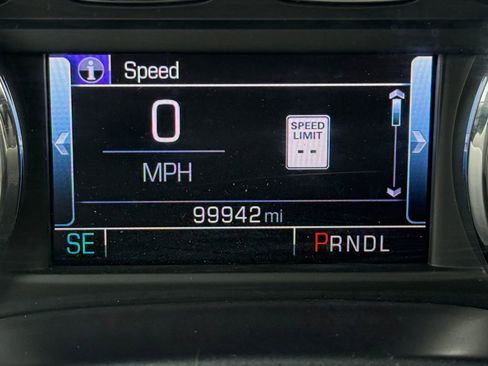 i Speed
0
SPEED
LIMIT
--
MPH
99942 mi
SE PRNDL